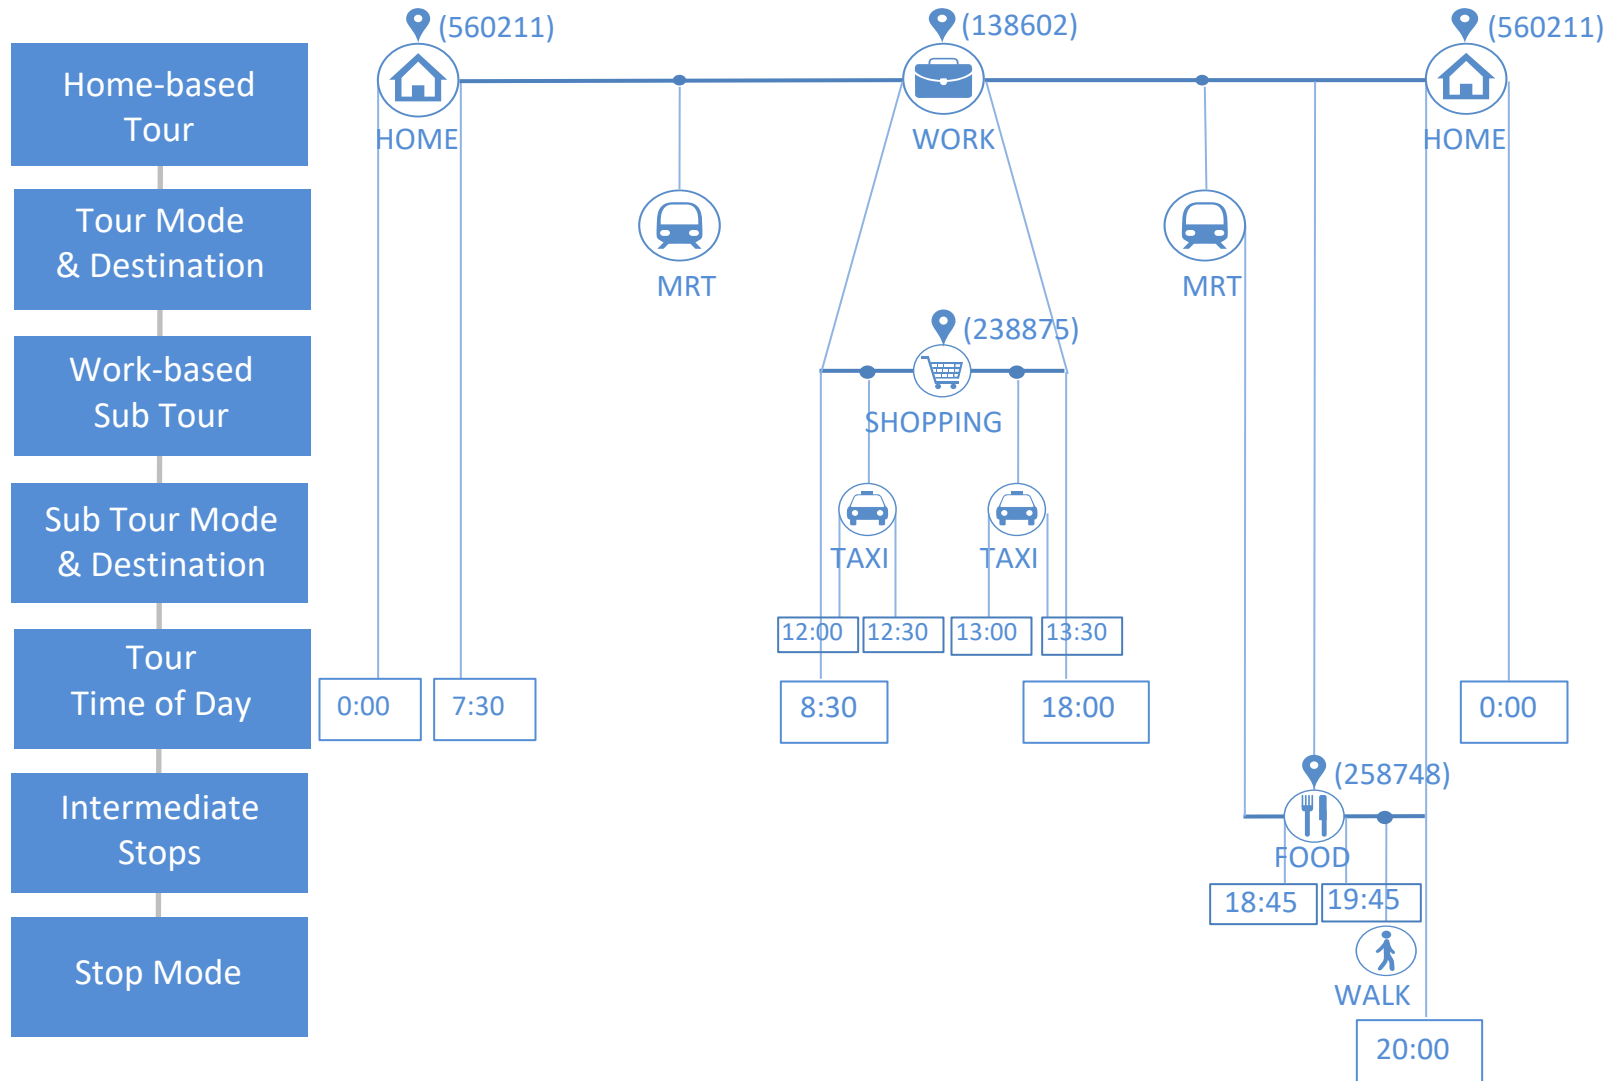 (560211)
(138602)
(560211)
Home-based
Tour
HOME
WORK
HOME
Tour Mode
& Destination
MRT
MRT
(238875)
Work-based
Sub Tour
SHOPPING
Sub Tour Mode
& Destination
TAXI
TAXI
12:00
12:30
13:00
13:30
Tour
Time of Day
0:00
7:30
8:30
18:00
0:00
(258748)
Intermediate
Stops
FOOD
18:45
19:45
Stop Mode
WALK
20:00